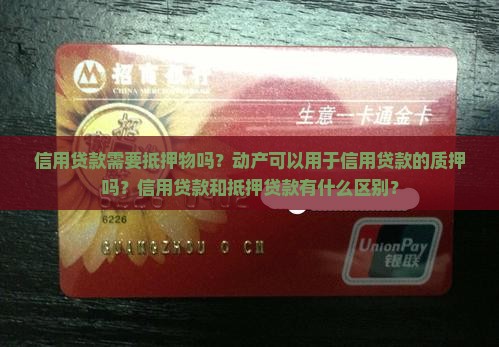 招商银行
CHINA MERCHANTS BANK
生意一卡通金卡
信用贷款需要抵押物吗？动产可以用于信用贷款的质押
吗？信用贷款和抵押贷款有什么区别？
6226
GUANGZHOU
UnionPay
银联